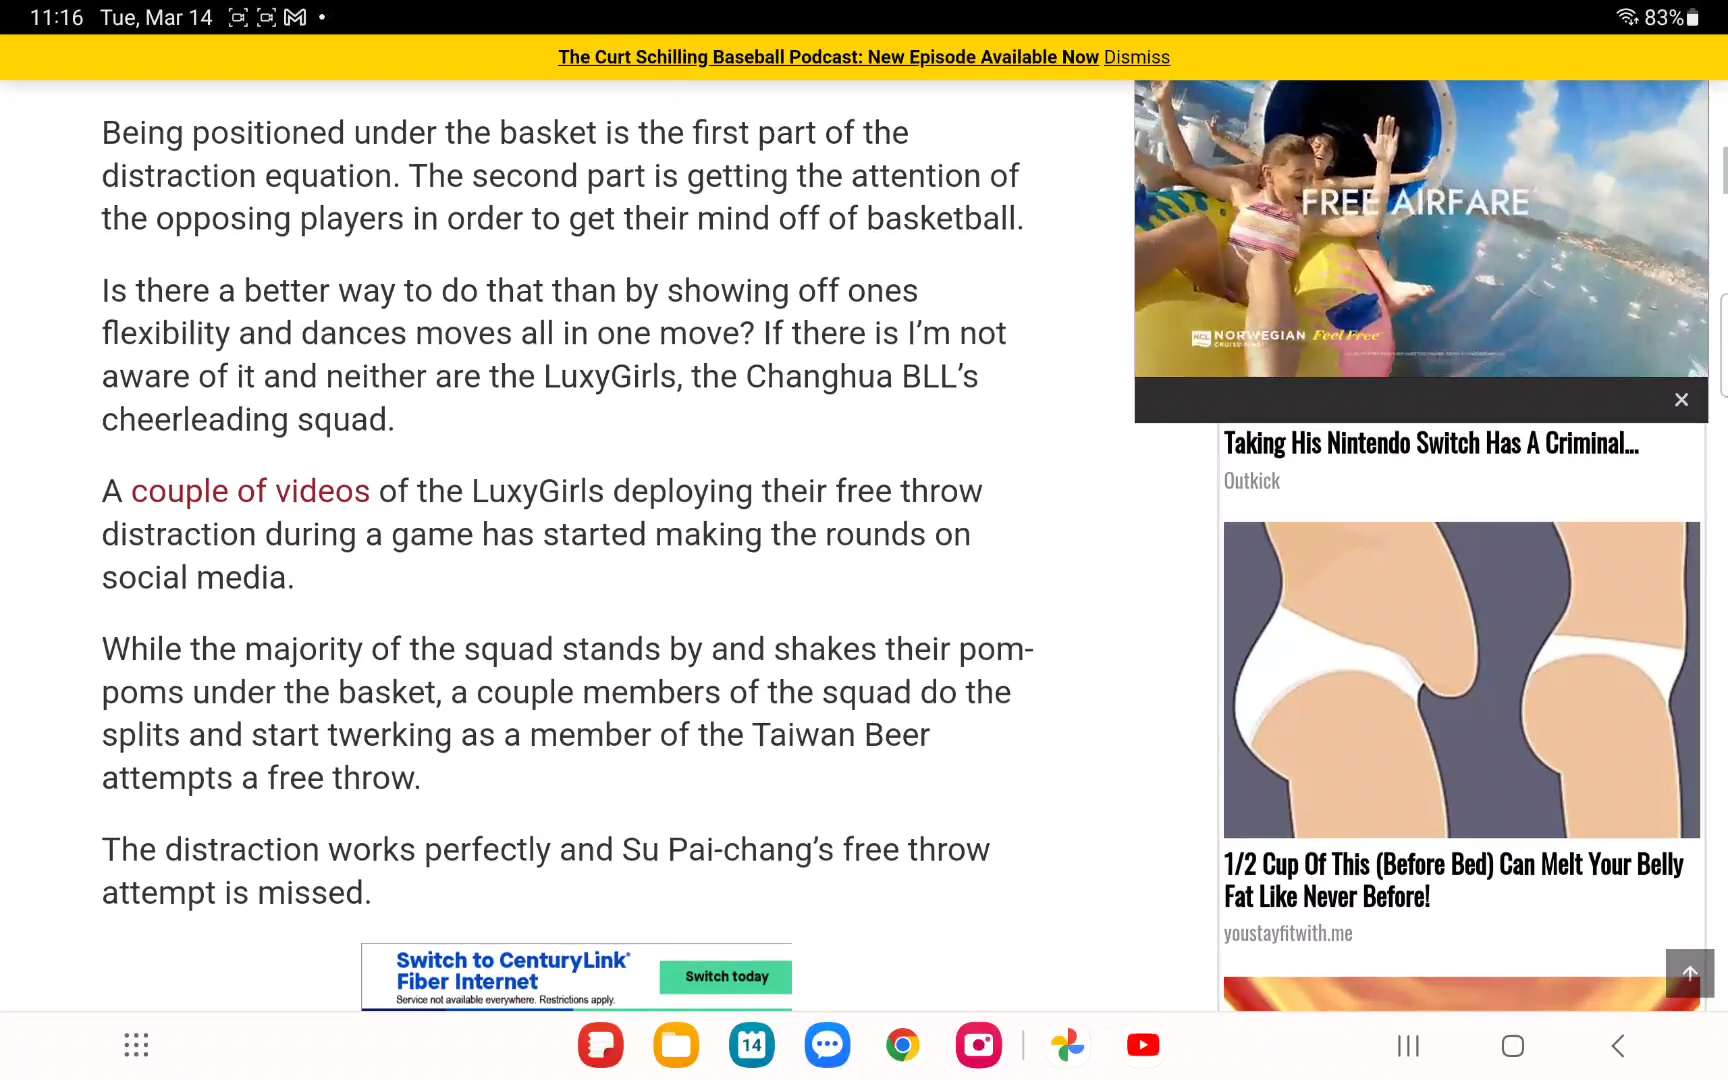 11:16 Tue, Mar 14
83%
The Curt Schilling Baseball Podcast: New Episode Available Now Dismiss
Being positioned under the basket is the first part of the
distraction equation. The second part is getting the attention of
the opposing players in order to get their mind off of basketball.
Is there a better way to do that than by showing off ones
flexibility and dances moves all in one move? If there is I’m not
aware of it and neither are the LuxyGirls, the Changhua BLL’s
cheerleading squad.
A couple of videos of the LuxyGirls deploying their free throw
distraction during a game has started making the rounds on
social media.
While the majority of the squad stands by and shakes their pom-
poms under the basket, a couple members of the squad do the
splits and start twerking as a member of the Taiwan Beer
attempts a free throw.
The distraction works perfectly and Su Pai-chang’s free throw
attempt is missed.
Switch to CenturyLink®
Fiber Internet
Service not available everywhere. Restrictions apply.
Switch today
FREE AIRFARE
NCL NORWEGIAN Feel Free
CRUISE LINE
Taking His Nintendo Switch Has A Criminal...
Outkick
1/2 Cup Of This (Before Bed) Can Melt Your Belly
Fat Like Never Before!
youstayfitwith.me
14